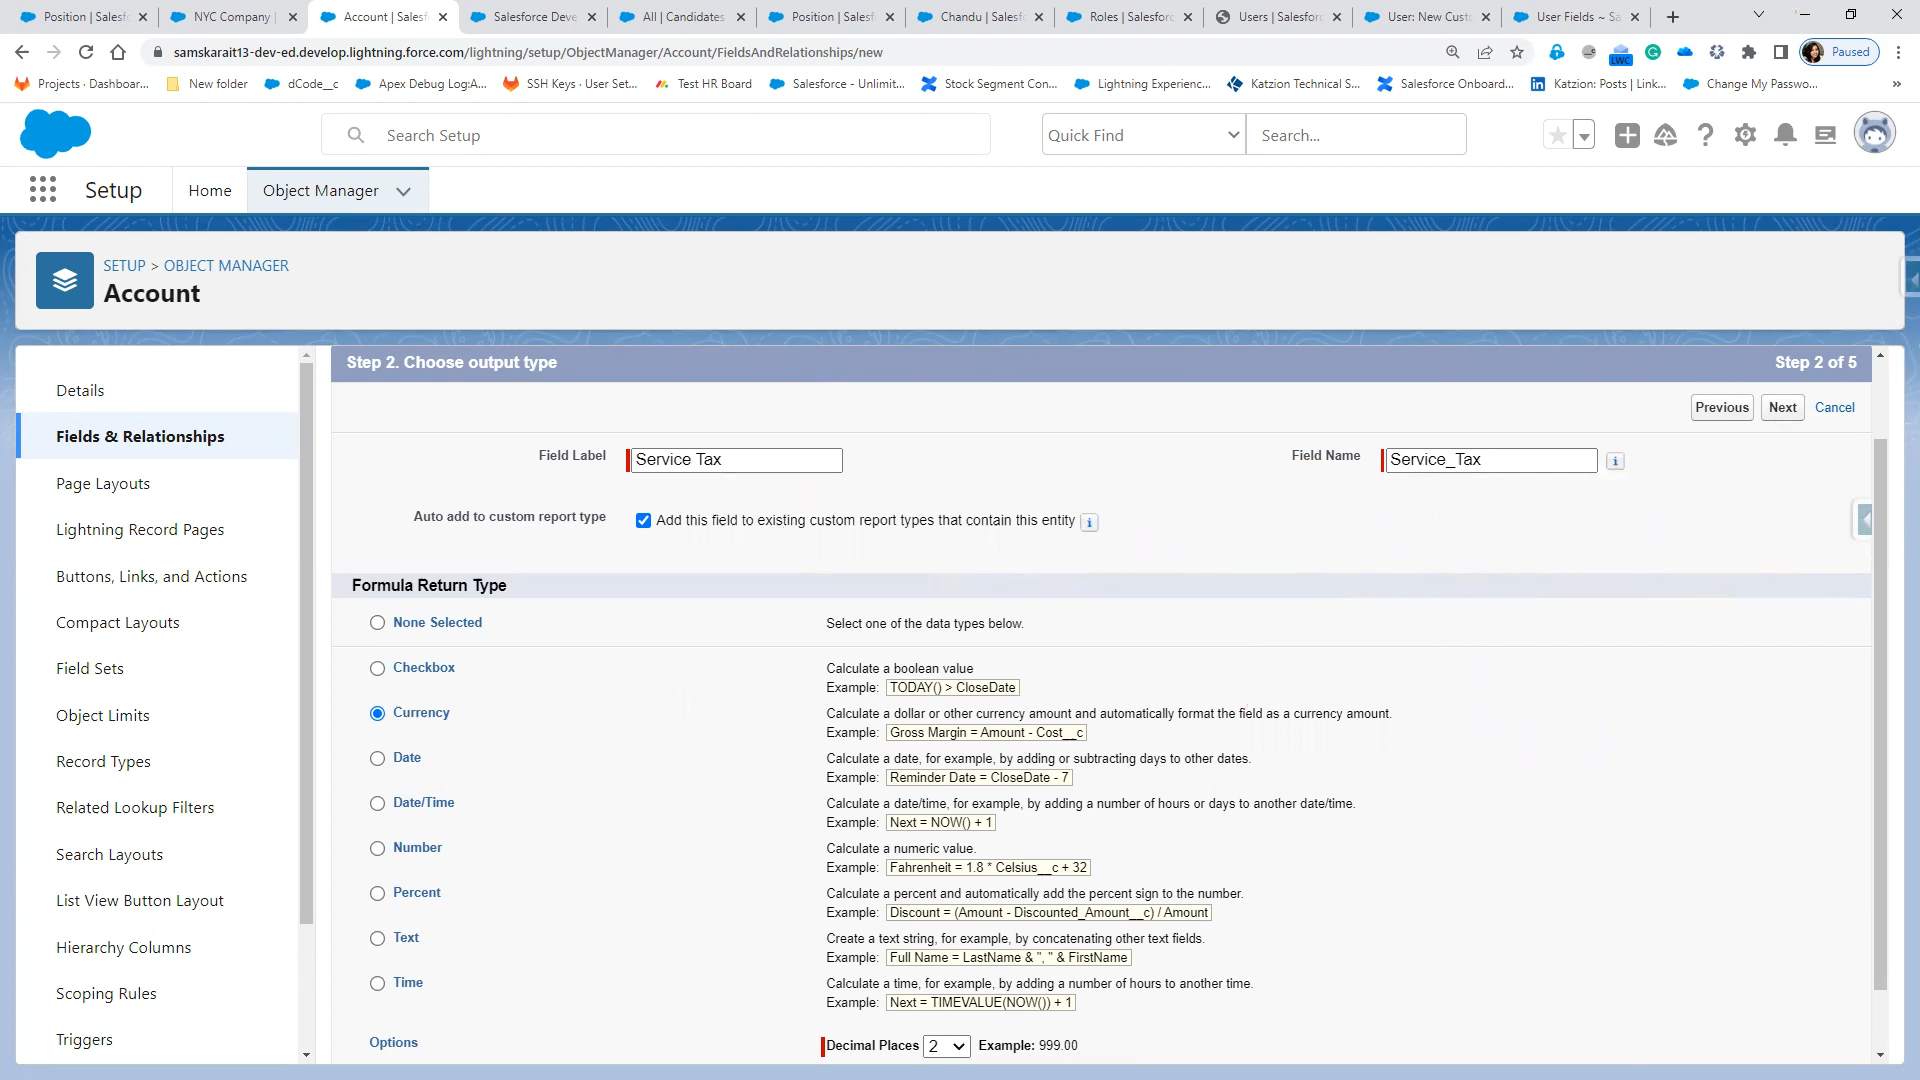 Position | Salesf
NYC Company |
Account | Salesf
Salesforce Deve
All | Candidates
Position | Salesf
Chandu | Salesf
Roles | Salesforc
Users | Salesforc
User: New Custo
User Fields ~ Sa
samskarait13-dev-ed.develop.lightning.force.com/lightning/setup/ObjectManager/Account/FieldsAndRelationships/new
LWC
Paused
Projects · Dashboar...
New folder
dCode__c
Apex Debug Log:A...
SSH Keys · User Set...
Test HR Board
Salesforce - Unlimit...
Stock Segment Con...
Lightning Experienc...
Katzion Technical S...
Salesforce Onboard...
Katzion: Posts | Link...
Change My Passwo...
Search Setup
Quick Find
Search...
Setup
Home
Object Manager
SETUP > OBJECT MANAGER
Account
Details
Fields & Relationships
Page Layouts
Lightning Record Pages
Buttons, Links, and Actions
Compact Layouts
Field Sets
Object Limits
Record Types
Related Lookup Filters
Search Layouts
List View Button Layout
Hierarchy Columns
Scoping Rules
Triggers
Step 2. Choose output type
Step 2 of 5
Previous
Next
Cancel
Field Label
Service Tax
Field Name
Service_Tax
Auto add to custom report type
Add this field to existing custom report types that contain this entity
Formula Return Type
None Selected
Select one of the data types below.
Checkbox
Calculate a boolean value
Example: TODAY() > CloseDate
Currency
Calculate a dollar or other currency amount and automatically format the field as a currency amount.
Example: Gross Margin = Amount - Cost__c
Date
Calculate a date, for example, by adding or subtracting days to other dates.
Example: Reminder Date = CloseDate - 7
Date/Time
Calculate a date/time, for example, by adding a number of hours or days to another date/time.
Example: Next = NOW() + 1
Number
Calculate a numeric value.
Example: Fahrenheit = 1.8 * Celsius__c + 32
Percent
Calculate a percent and automatically add the percent sign to the number.
Example: Discount = (Amount - Discounted_Amount__c) / Amount
Text
Create a text string, for example, by concatenating other text fields.
Example: Full Name = LastName & ", " & FirstName
Time
Calculate a time, for example, by adding a number of hours to another time.
Example: Next = TIMEVALUE(NOW()) + 1
Options
Decimal Places 2 Example: 999.00